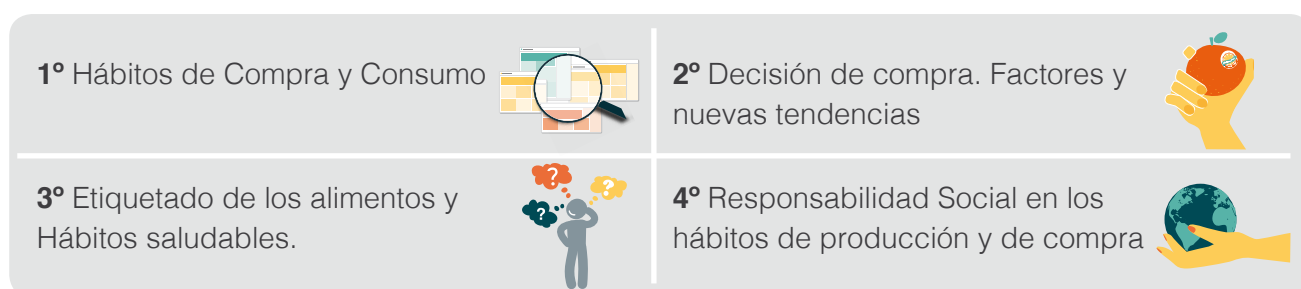 1º Hábitos de Compra y Consumo
2º Decisión de compra. Factores y
nuevas tendencias
3º Etiquetado de los alimentos y
Hábitos saludables.
? ? ?
4º Responsabilidad Social en los
hábitos de producción y de compra